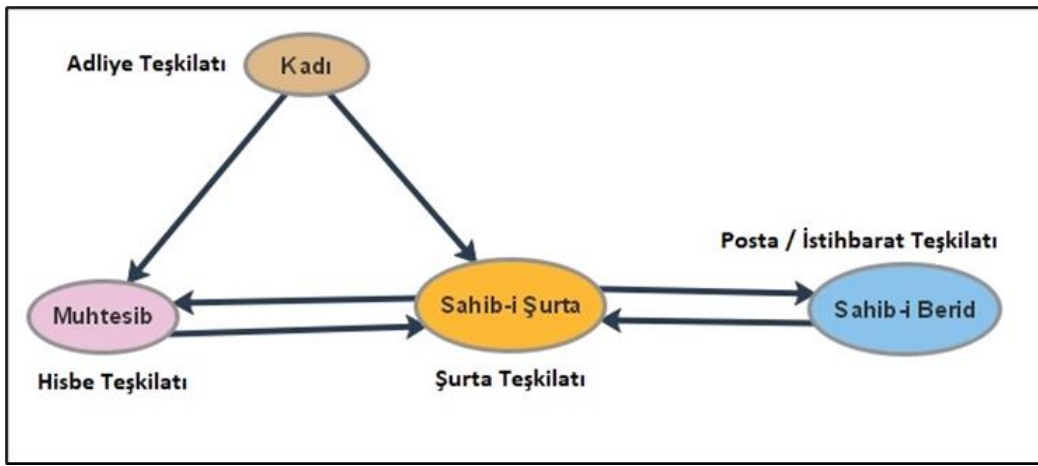 Adliye Teşkilatı
Kadı
Posta / İstihbarat Teşkilatı
Muhtesib
Sahib-i Şurta
Sahib-i Berid
Hisbe Teşkilatı
Şurta Teşkilatı